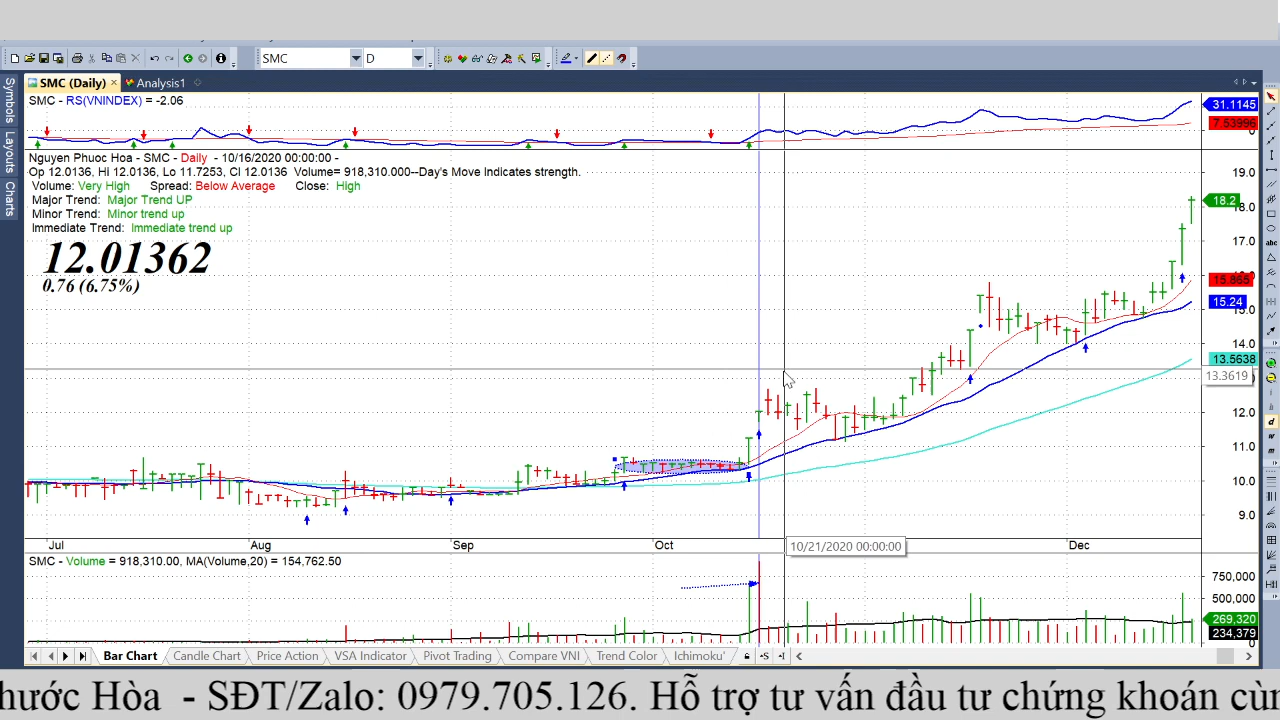 SMC
D
Symbols
Layouts
Charts
SMC (Daily)
Analysis1
SMC - RS(VNINDEX) = -2.06
31.1145
7.53996
0
Nguyen Phuoc Hoa - SMC - Daily - 10/16/2020 00:00:00 -
Op 12.0136, Hi 12.0136, Lo 11.7253, Cl 12.0136 Volume= 918,310.000--Day's Move Indicates strength.
Volume: Very High Spread: Below Average Close: High
Major Trend: Major Trend UP
Minor Trend: Minor trend up
Immediate Trend: Immediate trend up
12.01362
0.76 (6.75%)
19.0
18.2
18.0
17.0
15.865
15.24
15.0
14.0
13.5638
13.3619
12.0
11.0
10.0
9.0
Jul Aug Sep Oct Dec
10/21/2020 00:00:00
SMC - Volume = 918,310.00, MA(Volume,20) = 154,762.50
750,000
500,000
269,320
234,379
0
Bar Chart Candle Chart Price Action VSA Indicator Pivot Trading Compare VNI Trend Color Ichimoku'
hước Hòa - SĐT/Zalo: 0979.705.126. Hỗ trợ tư vấn đầu tư chứng khoán cùn